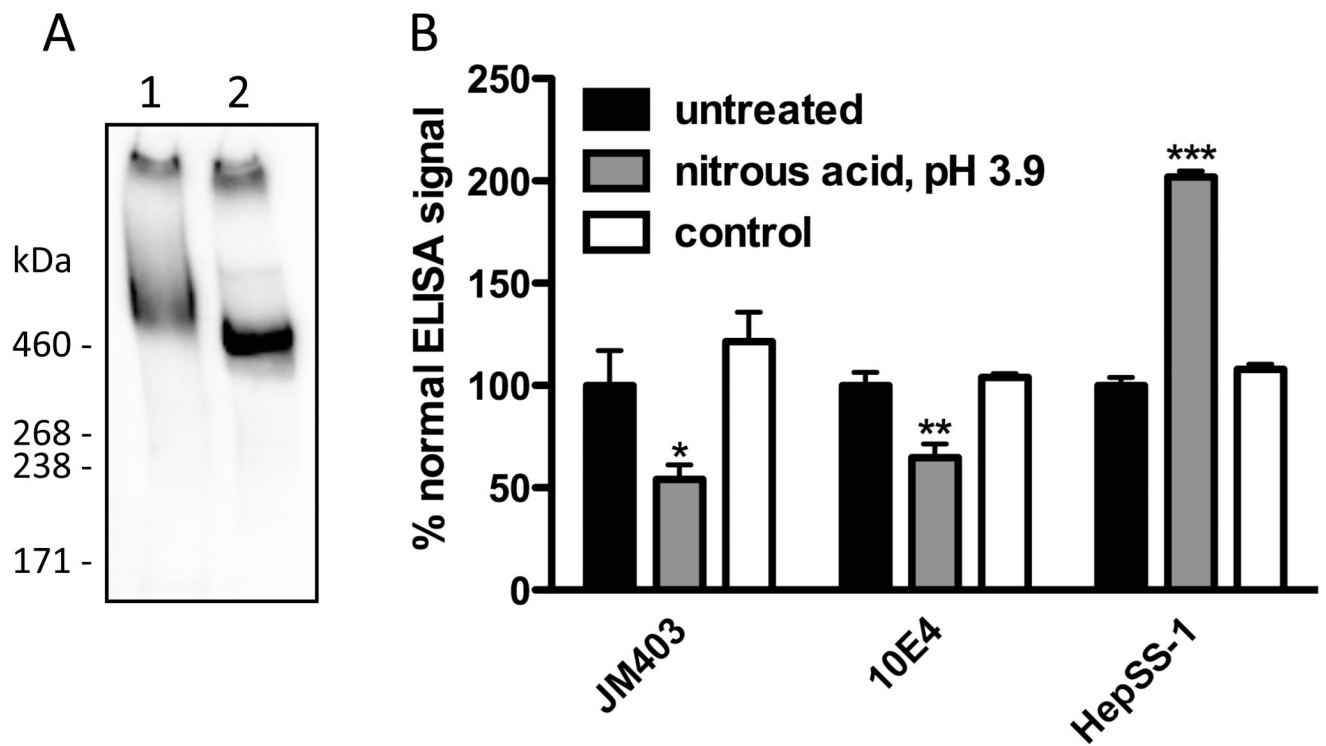 A
1 2
kDa
460 -
268 -
238 -
171 -
B
% normal ELISA signal
250
200
150
100
50
0
untreated
nitrous acid, pH 3.9
control
*
**
***
JM403
10E4
HepSS-1